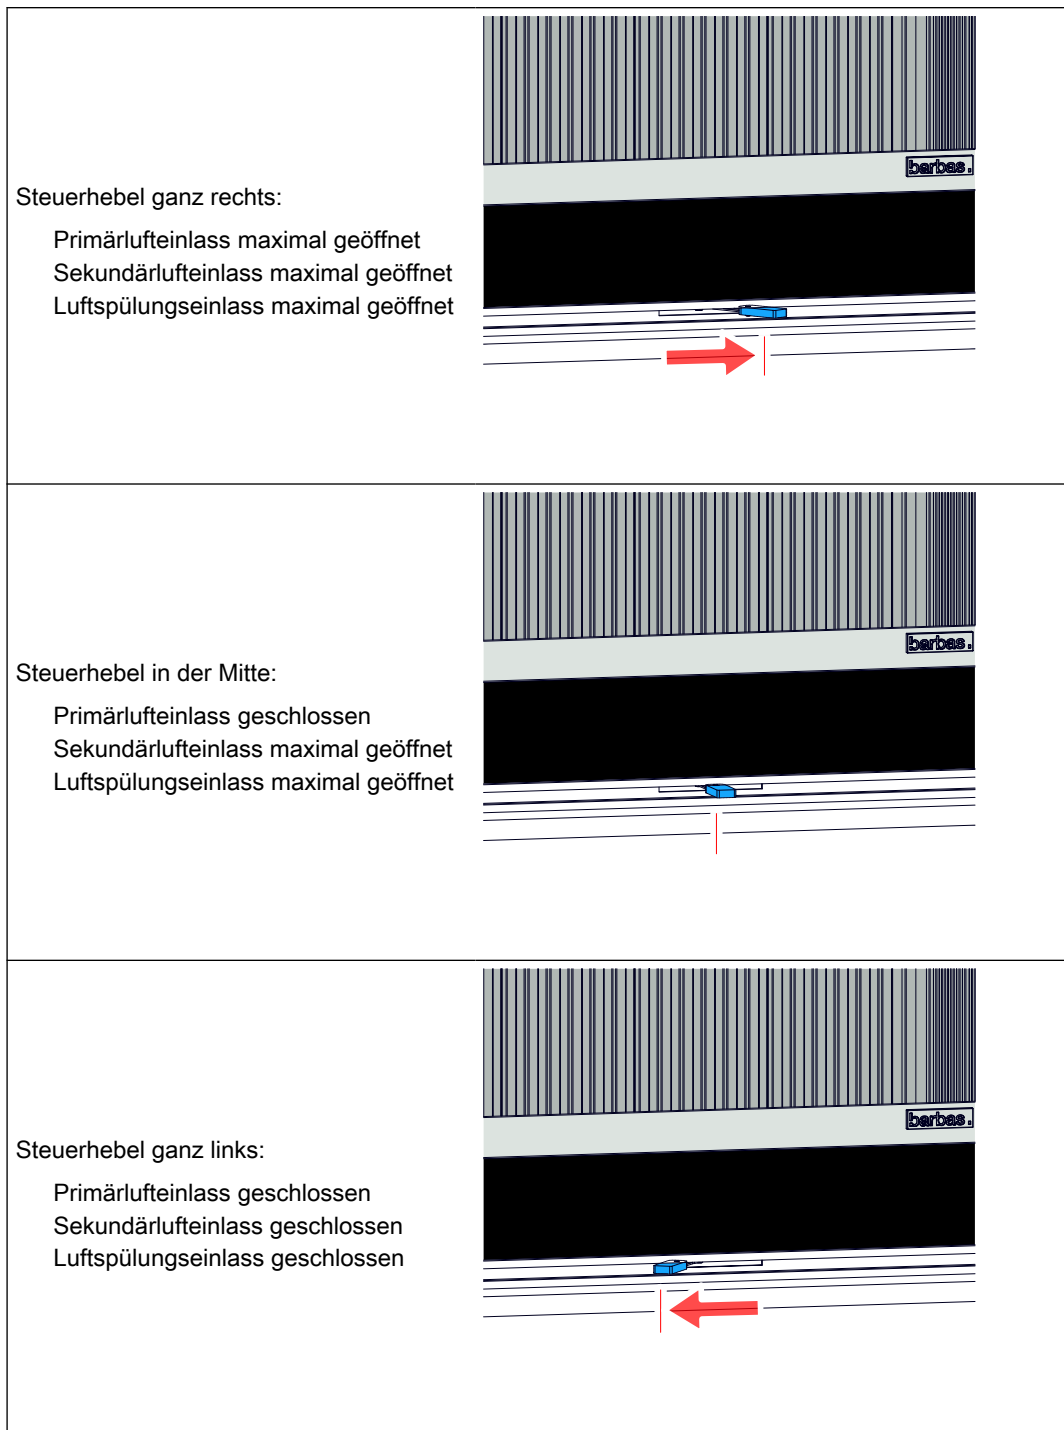 barbas.
Steuerhebel ganz rechts:
Primärlufteinlass maximal geöffnet
Sekundärlufteinlass maximal geöffnet
Luftspülungseinlass maximal geöffnet
barbas.
Steuerhebel in der Mitte:
Primärlufteinlass geschlossen
Sekundärlufteinlass maximal geöffnet
Luftspülungseinlass maximal geöffnet
barbas.
Steuerhebel ganz links:
Primärlufteinlass geschlossen
Sekundärlufteinlass geschlossen
Luftspülungseinlass geschlossen